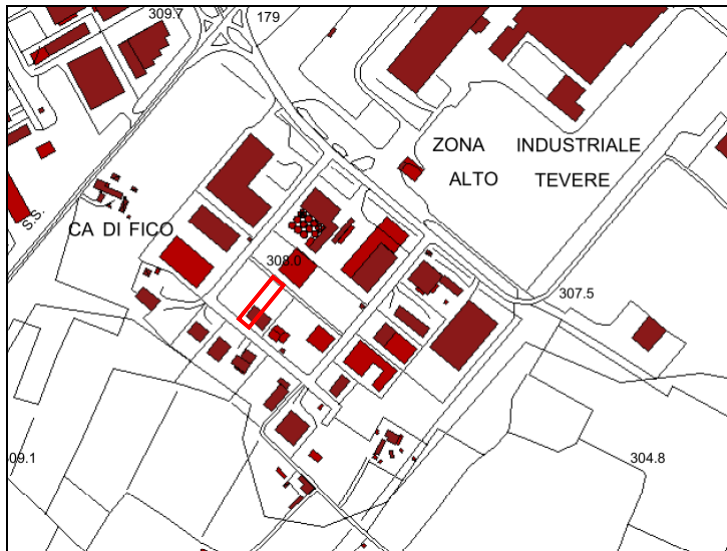 309.7
179
ZONA INDUSTRIALE
ALTO TEVERE
S.S.
CA DI FICO
308.0
307.5
09.1
304.8